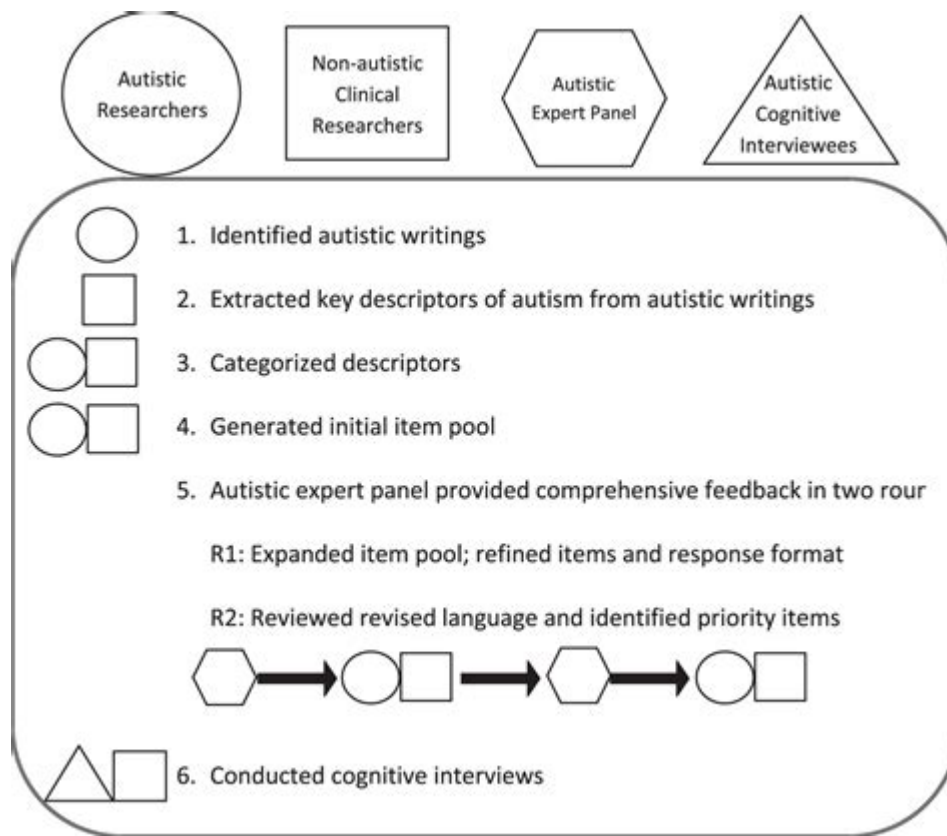 Autistic
Researchers
Non-autistic
Clinical
Researchers
Autistic
Expert Panel
Autistic
Cognitive
Interviewees
1. Identified autistic writings
2. Extracted key descriptors of autism from autistic writings
3. Categorized descriptors
4. Generated initial item pool
5. Autistic expert panel provided comprehensive feedback in two rour
R1: Expanded item pool; refined items and response format
R2: Reviewed revised language and identified priority items
6. Conducted cognitive interviews